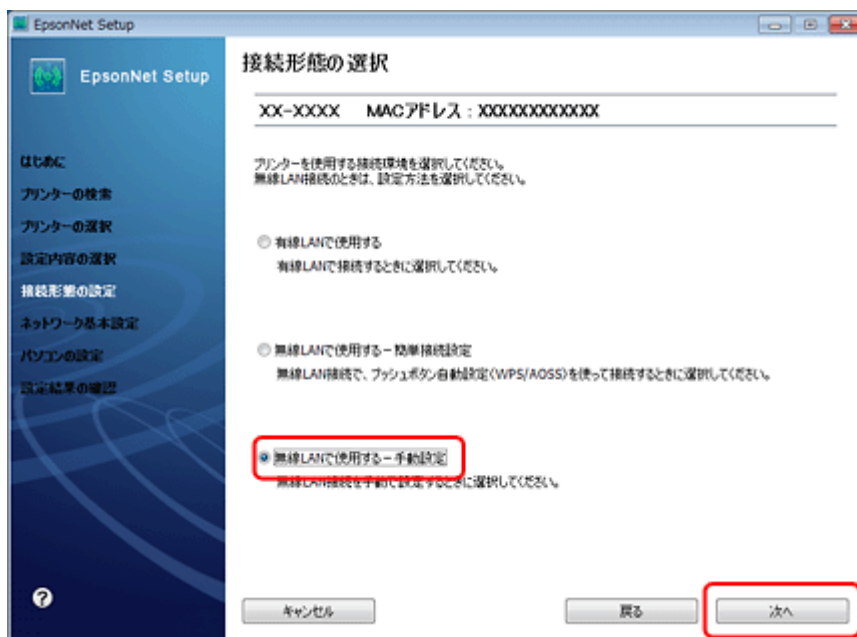 EpsonNet Setup
EpsonNet Setup
はじめに
プリンターの検索
プリンターの選択
設定内容の選択
接続形態の設定
ネットワーク基本設定
パソコンの設定
設定結果の確認
接続形態の選択
XX-XXXX MACアドレス:XXXXXXXXXXXX
プリンターを使用する接続環境を選択してください。
無線LAN接続のときは、設定方法を選択してください。
有線LANで使用する
有線LANで接続するときに選択してください。
無線LANで使用する－簡単接続設定
無線LAN接続で、プッシュボタン自動設定(WPS/AOSS)を使って接続するときに選択してください。
無線LANで使用する－手動設定
無線LAN接続を手動で設定するときに選択してください。
?
キャンセル
戻る
次へ